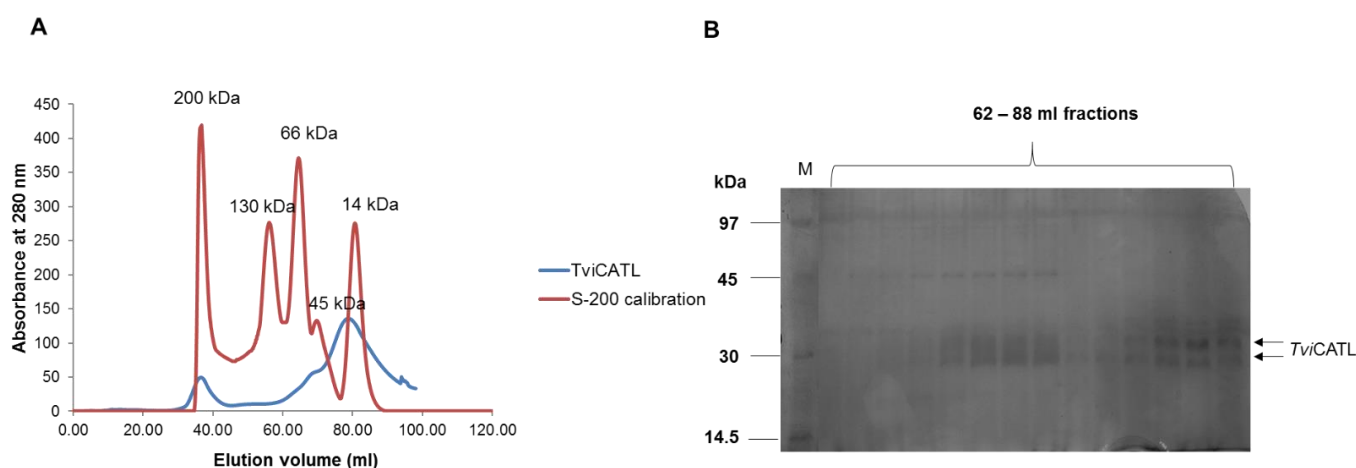 A
200 kDa
66 kDa
130 kDa
14 kDa
45 kDa
Absorbance at 280 nm
450
400
350
300
250
200
150
100
50
0
0.00 20.00 40.00 60.00 80.00 100.00 120.00
Elution volume (ml)
TviCATL
S-200 calibration
B
62 – 88 ml fractions
M
kDa
97
45
30
14.5
TviCATL